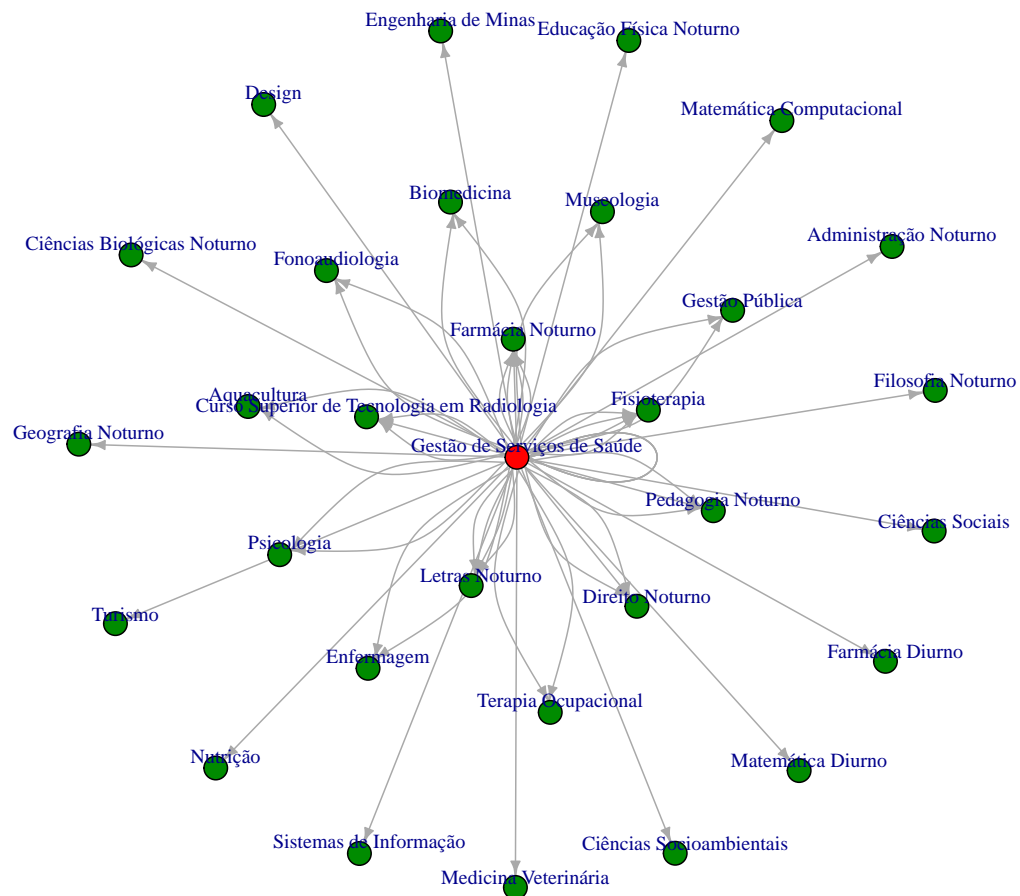 Engenharia de Minas
Educação Física Noturno
Design
Matemática Computacional
Biomedicina
Museologia
Administração Noturno
Ciências Biológicas Noturno
Fonoaudiologia
Gestão Pública
Farmácia Noturno
Filosofia Noturno
Aquacultura
Fisioterapia
Curso Superior de Tecnologia em Radiologia
Geografia Noturno
Gestão de Serviços de Saúde
Pedagogia Noturno
Ciências Sociais
Psicologia
Letras Noturno
Direito Noturno
Turismo
Farmácia Diurno
Enfermagem
Terapia Ocupacional
Nutrição
Matemática Diurno
Sistemas de Informação
Ciências Socioambientais
Medicina Veterinária